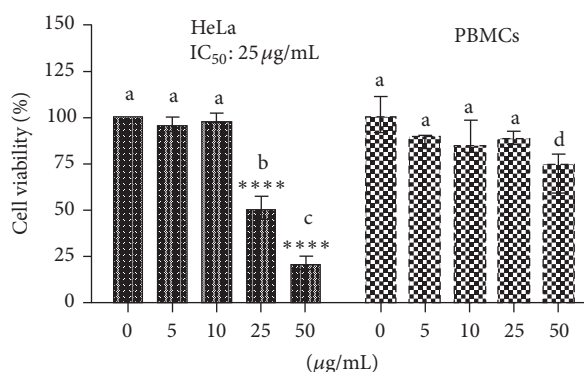 HeLa
IC50: 25 μg/mL
PBMCs
Cell viability (%)
150
125
100
75
50
25
0
a a a b c
**** ****
a a a a d
0 5 10 25 50 0 5 10 25 50
(μg/mL)